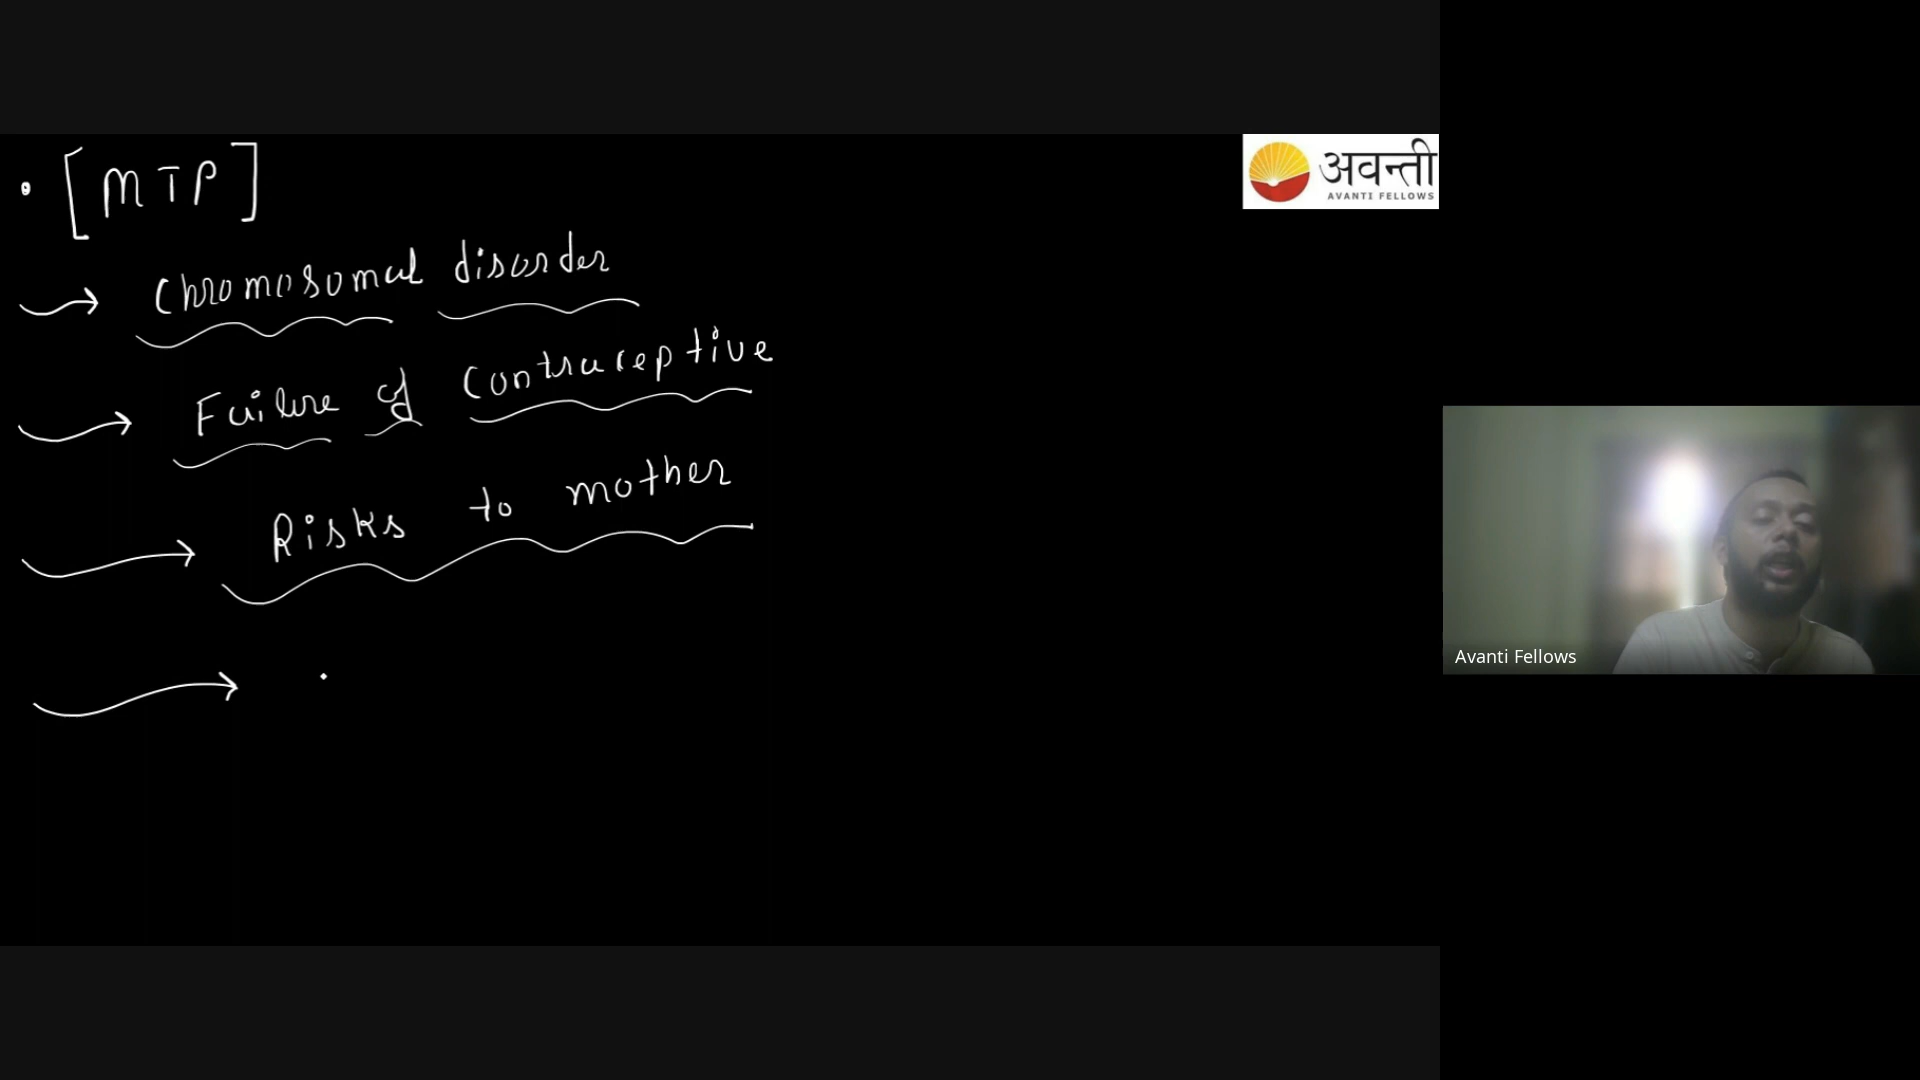 [MTP]
Chromosomal disorder
Failure of Contraceptive
Risks to mother
अवन्ती
AVANTI FELLOWS
Avanti Fellows